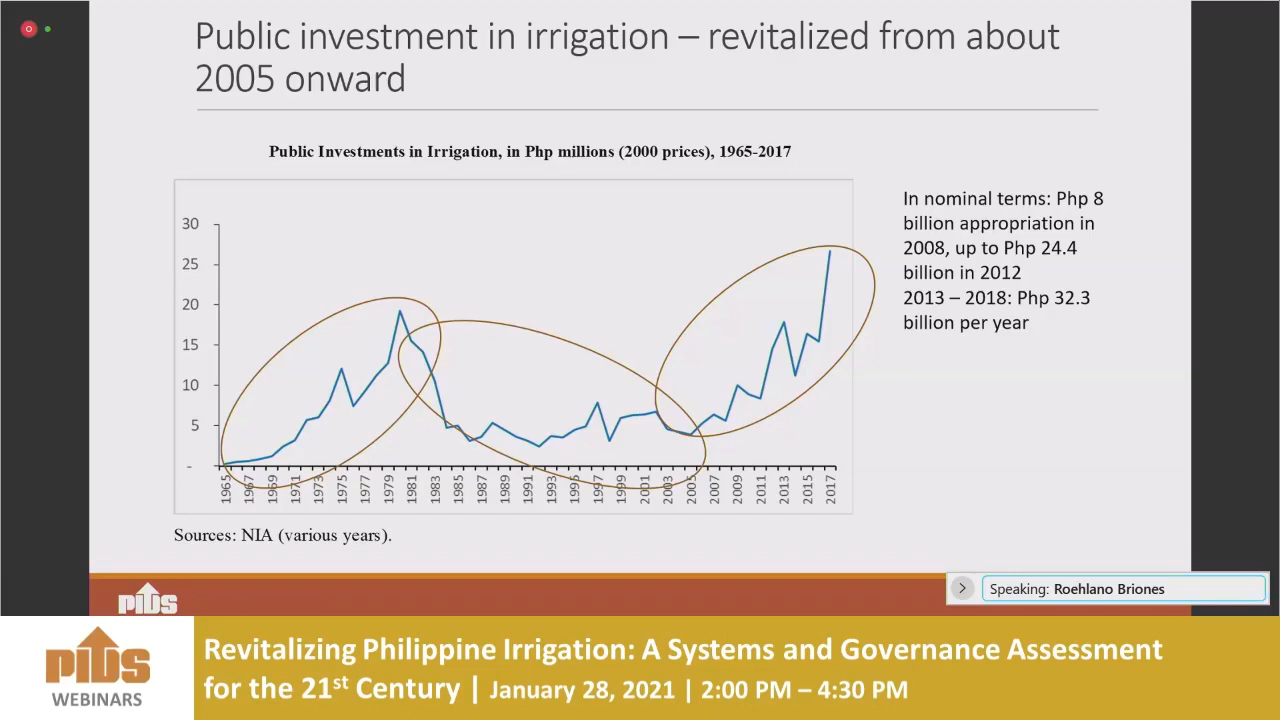 Public investment in irrigation – revitalized from about
2005 onward
Public Investments in Irrigation, in Php millions (2000 prices), 1965-2017
30
25
20
15
10
5
-
1965
1967
1969
1971
1973
1975
1977
1979
1981
1983
1985
1987
1989
1991
1993
1995
1997
1999
2001
2003
2005
2007
2009
2011
2013
2015
2017
In nominal terms: Php 8
billion appropriation in
2008, up to Php 24.4
billion in 2012
2013 – 2018: Php 32.3
billion per year
Sources: NIA (various years).
pids
Speaking: Roehlano Briones
pids
WEBINARS
Revitalizing Philippine Irrigation: A Systems and Governance Assessment
for the 21st Century | January 28, 2021 | 2:00 PM – 4:30 PM